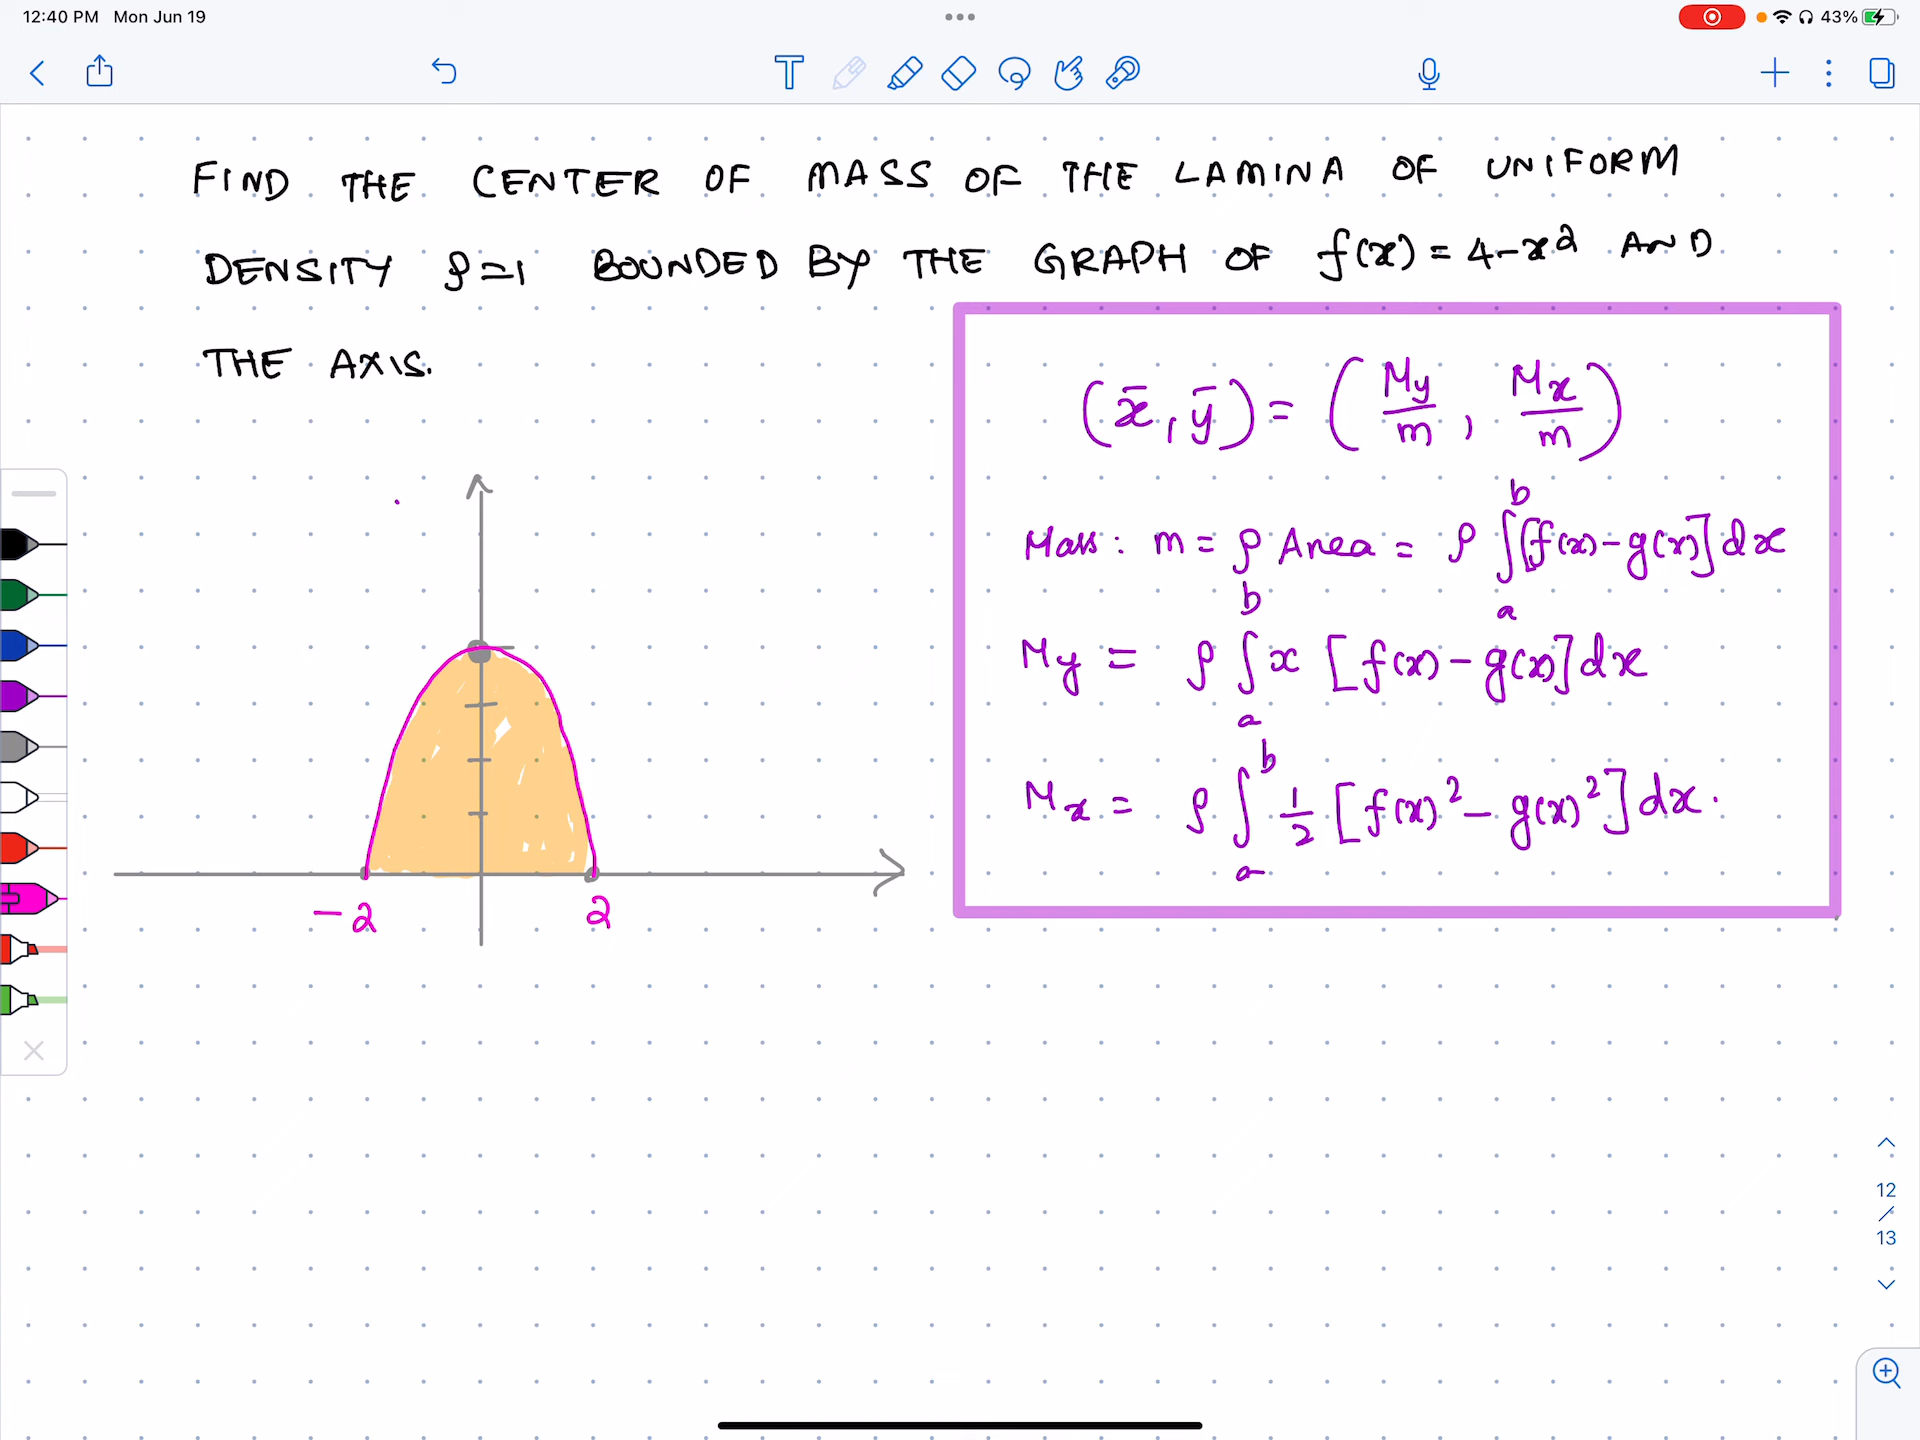 12:40 PM Mon Jun 19
43%
FIND THE CENTER OF MASS OF THE LAMINA OF UNIFORM
DENSITY ρ=1 BOUNDED BY THE GRAPH OF f(x) = 4-x² AND
THE AXIS.
(x̄, ȳ) = (My/m, Mx/m)
Mass: m = ρ Area = ρ ∫ₐᵇ [f(x)-g(x)] dx
My = ρ ∫ₐᵇ x [f(x)-g(x)] dx
Mx = ρ ∫ₐᵇ 1/2 [f(x)² - g(x)²] dx.
-2 2
12
/
13